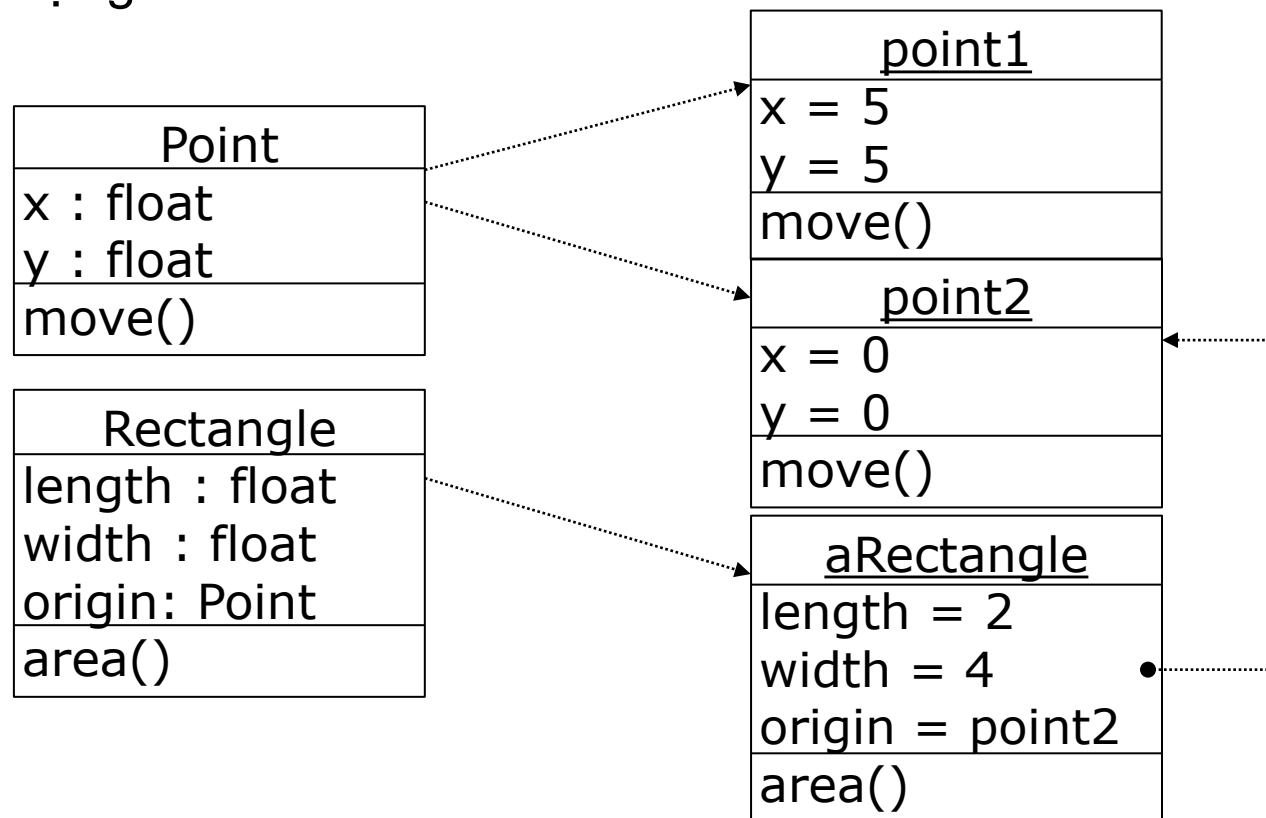 Point
x : float
y : float
move()
Rectangle
length : float
width : float
origin: Point
area()
point1
x = 5
y = 5
move()
point2
x = 0
y = 0
move()
aRectangle
length = 2
width = 4
origin = point2
area()